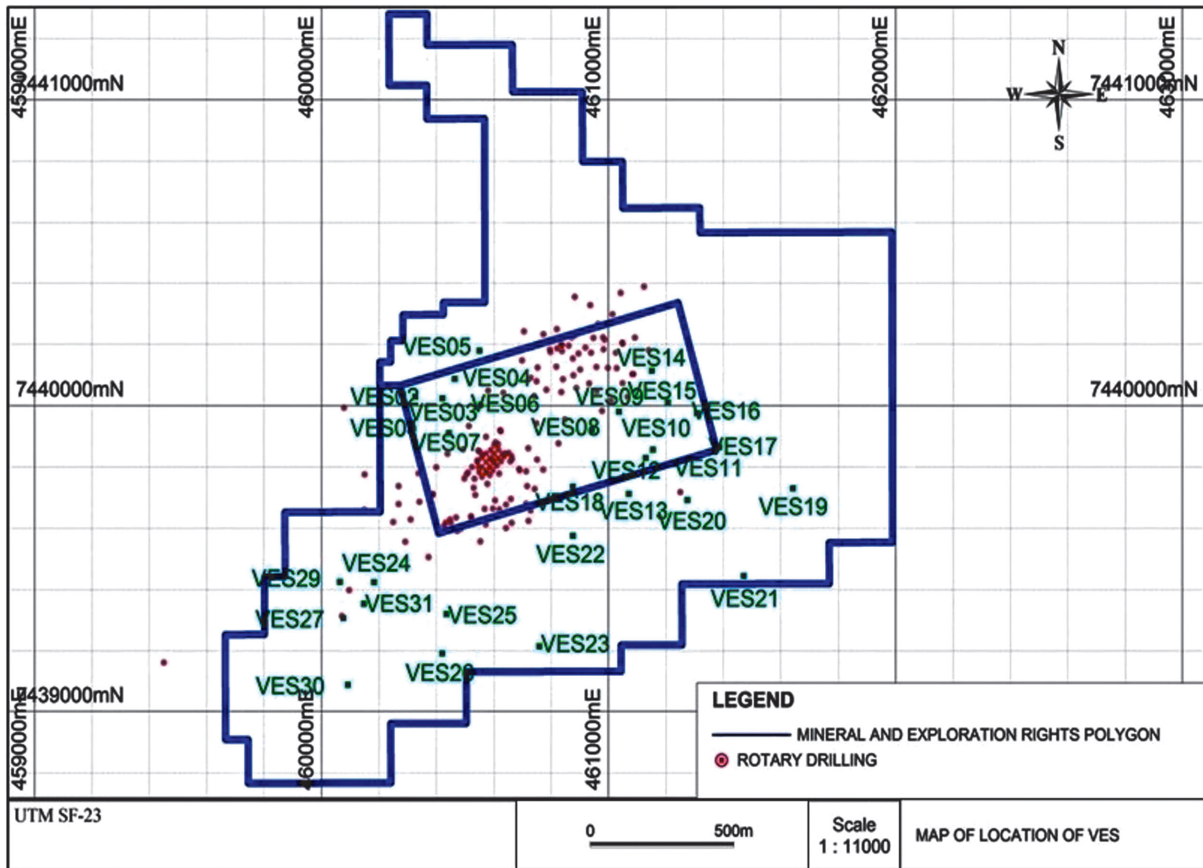 459000mE
460000mE
461000mE
462000mE
7441000mN
7441000mN
N
W
E
S
VES05
VES14
VES04
VES02
VES09
VES15
VES03
VES06
VES16
VES08
VES10
VES07
VES17
VES12
VES11
VES18
VES13
VES20
VES19
VES22
7440000mN
7440000mN
VES24
VES29
VES31
VES21
VES27
VES25
VES23
VES30
7439000mN
459000mE
460000mE
461000mE
LEGEND
MINERAL AND EXPLORATION RIGHTS POLYGON
ROTARY DRILLING
UTM SF-23
0 500m
Scale
1 : 11000
MAP OF LOCATION OF VES